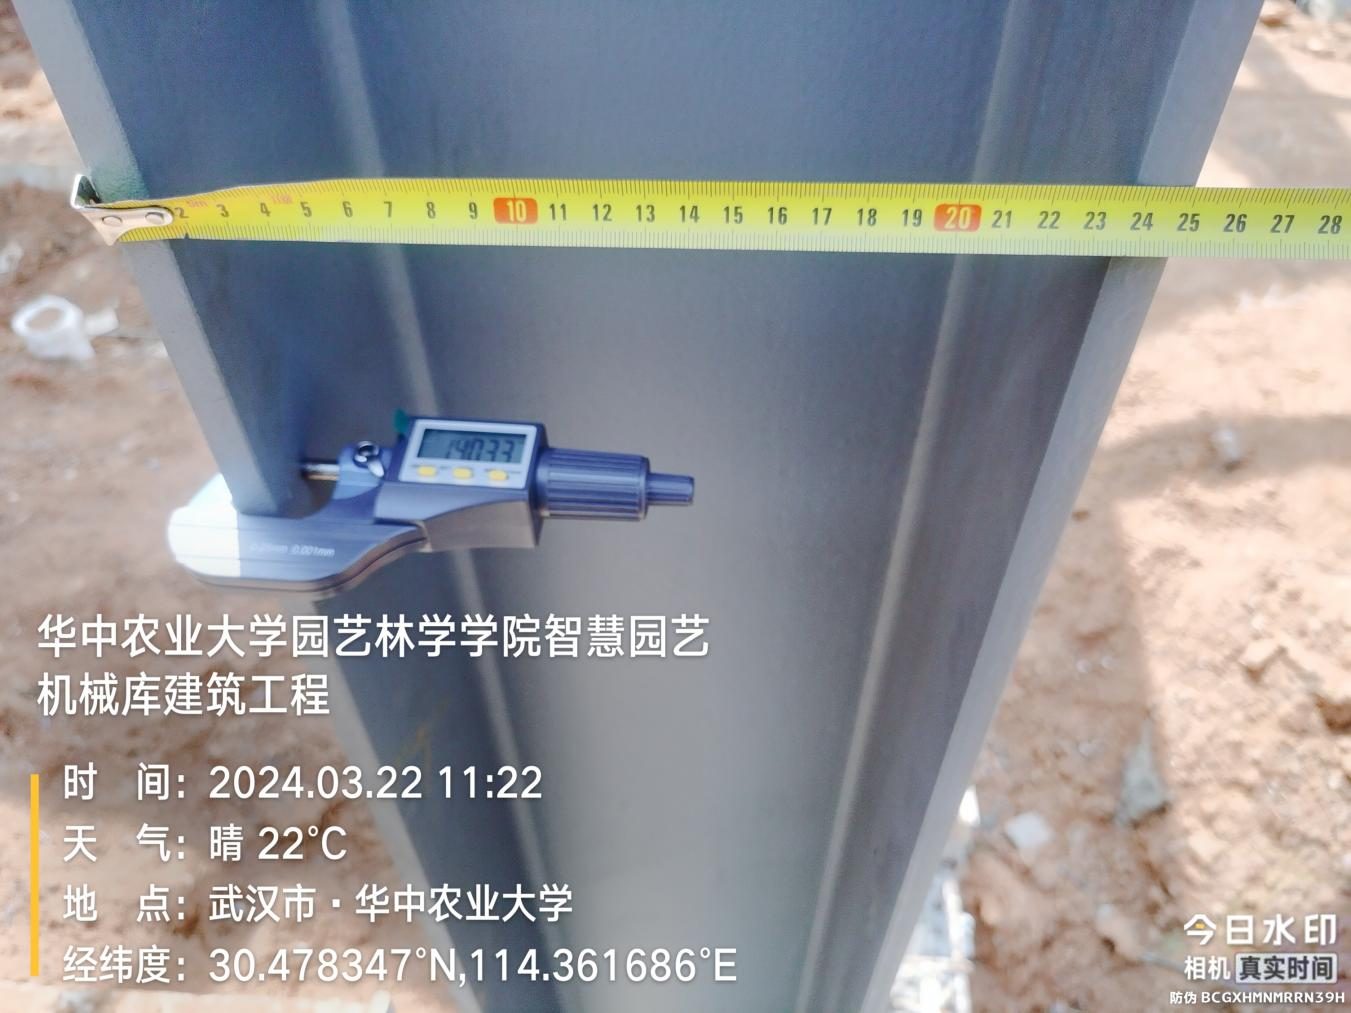 2 3 4 5 6 7 8 9 10 11 12 13 14 15 16 17 18 19 20 21 22 23 24 25 26 27 28
0-25mm 0.001mm
华中农业大学园艺林学学院智慧园艺
机械库建筑工程
时 间：2024.03.22 11:22
天 气：晴 22°C
地 点：武汉市·华中农业大学
经纬度：30.478347°N,114.361686°E
今日水印
相机 真实时间
防伪 BCGXHMNMRRN39H